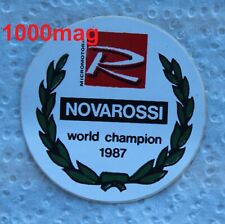 1000mag
MICROMOTORI
R
NOVAROSSI
world champion
1987